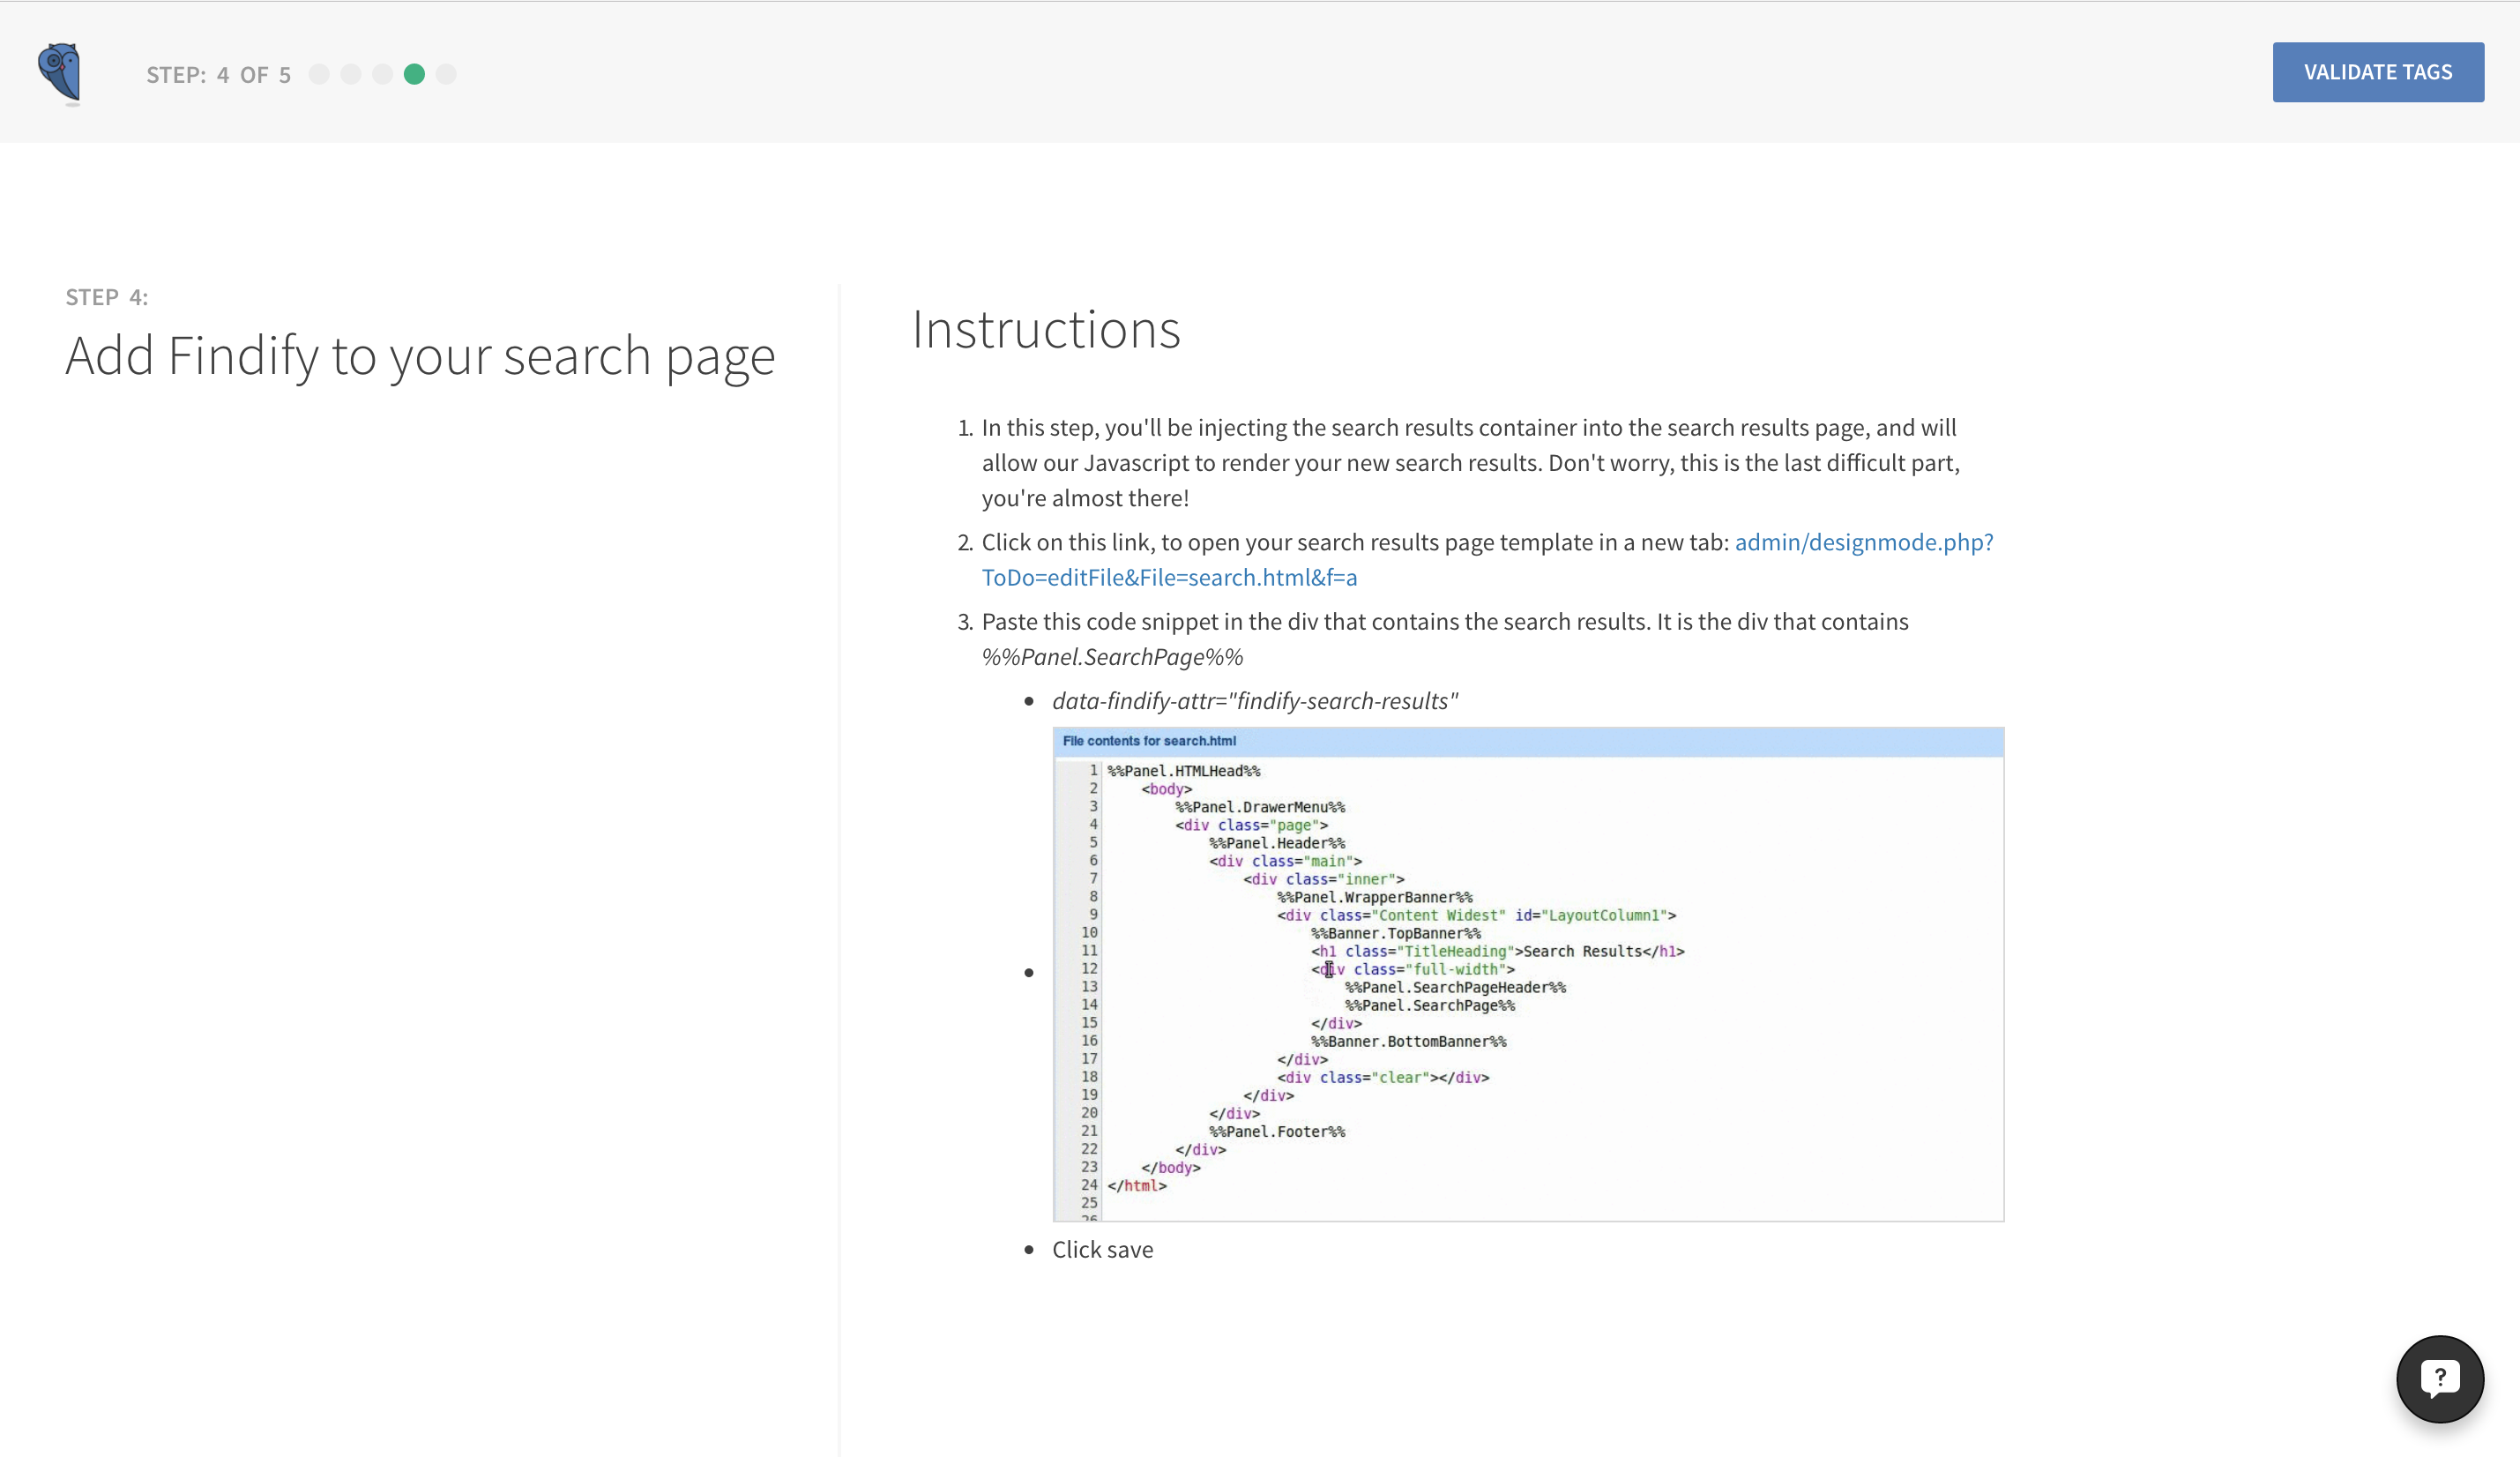 STEP: 4 OF 5
VALIDATE TAGS
STEP 4:
Add Findify to your search page
Instructions
1. In this step, you'll be injecting the search results container into the search results page, and will
allow our Javascript to render your new search results. Don't worry, this is the last difficult part,
you're almost there!
2. Click on this link, to open your search results page template in a new tab: admin/designmode.php?
ToDo=editFile&File=search.html&f=a
3. Paste this code snippet in the div that contains the search results. It is the div that contains
%%Panel.SearchPage%%
• data-findify-attr="findify-search-results"
File contents for search.html
1 %%Panel.HTMLHead%%
2 <body>
3 %%Panel.DrawerMenu%%
4 <div class="page">
5 %%Panel.Header%%
6 <div class="main">
7 <div class="inner">
8 %%Panel.WrapperBanner%%
9 <div class="Content Widest" id="LayoutColumn1">
10 %%Banner.TopBanner%%
11 <h1 class="TitleHeading">Search Results</h1>
12 <div class="full-width">
13 %%Panel.SearchPageHeader%%
14 %%Panel.SearchPage%%
15 </div>
16 %%Banner.BottomBanner%%
17 </div>
18 <div class="clear"></div>
19 </div>
20 </div>
21 %%Panel.Footer%%
22 </div>
23 </body>
24 </html>
25
26
• Click save
?